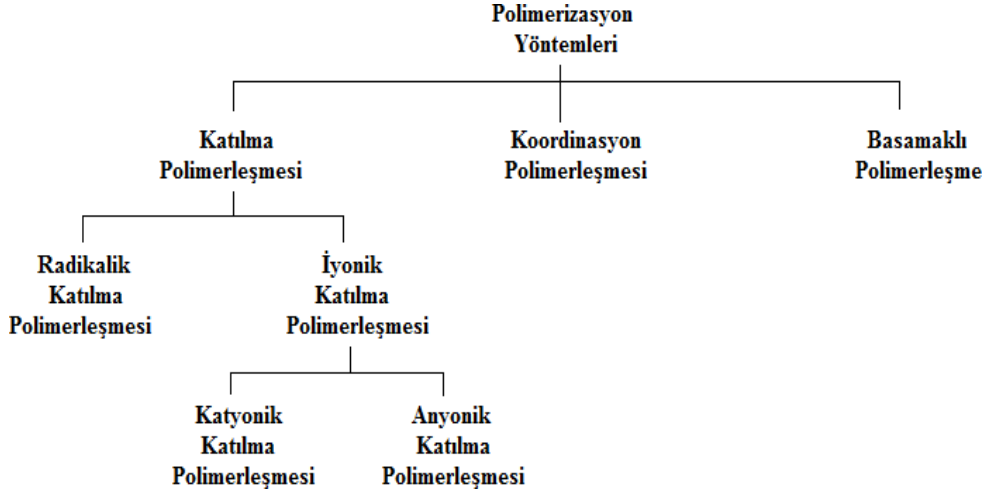 Polimerizasyon
Yöntemleri
Katılma
Polimerleşmesi
Koordinasyon
Polimerleşmesi
Basamaklı
Polimerleşme
Radikalik
Katılma
Polimerleşmesi
İyonik
Katılma
Polimerleşmesi
Katyonik
Katılma
Polimerleşmesi
Anyonik
Katılma
Polimerleşmesi